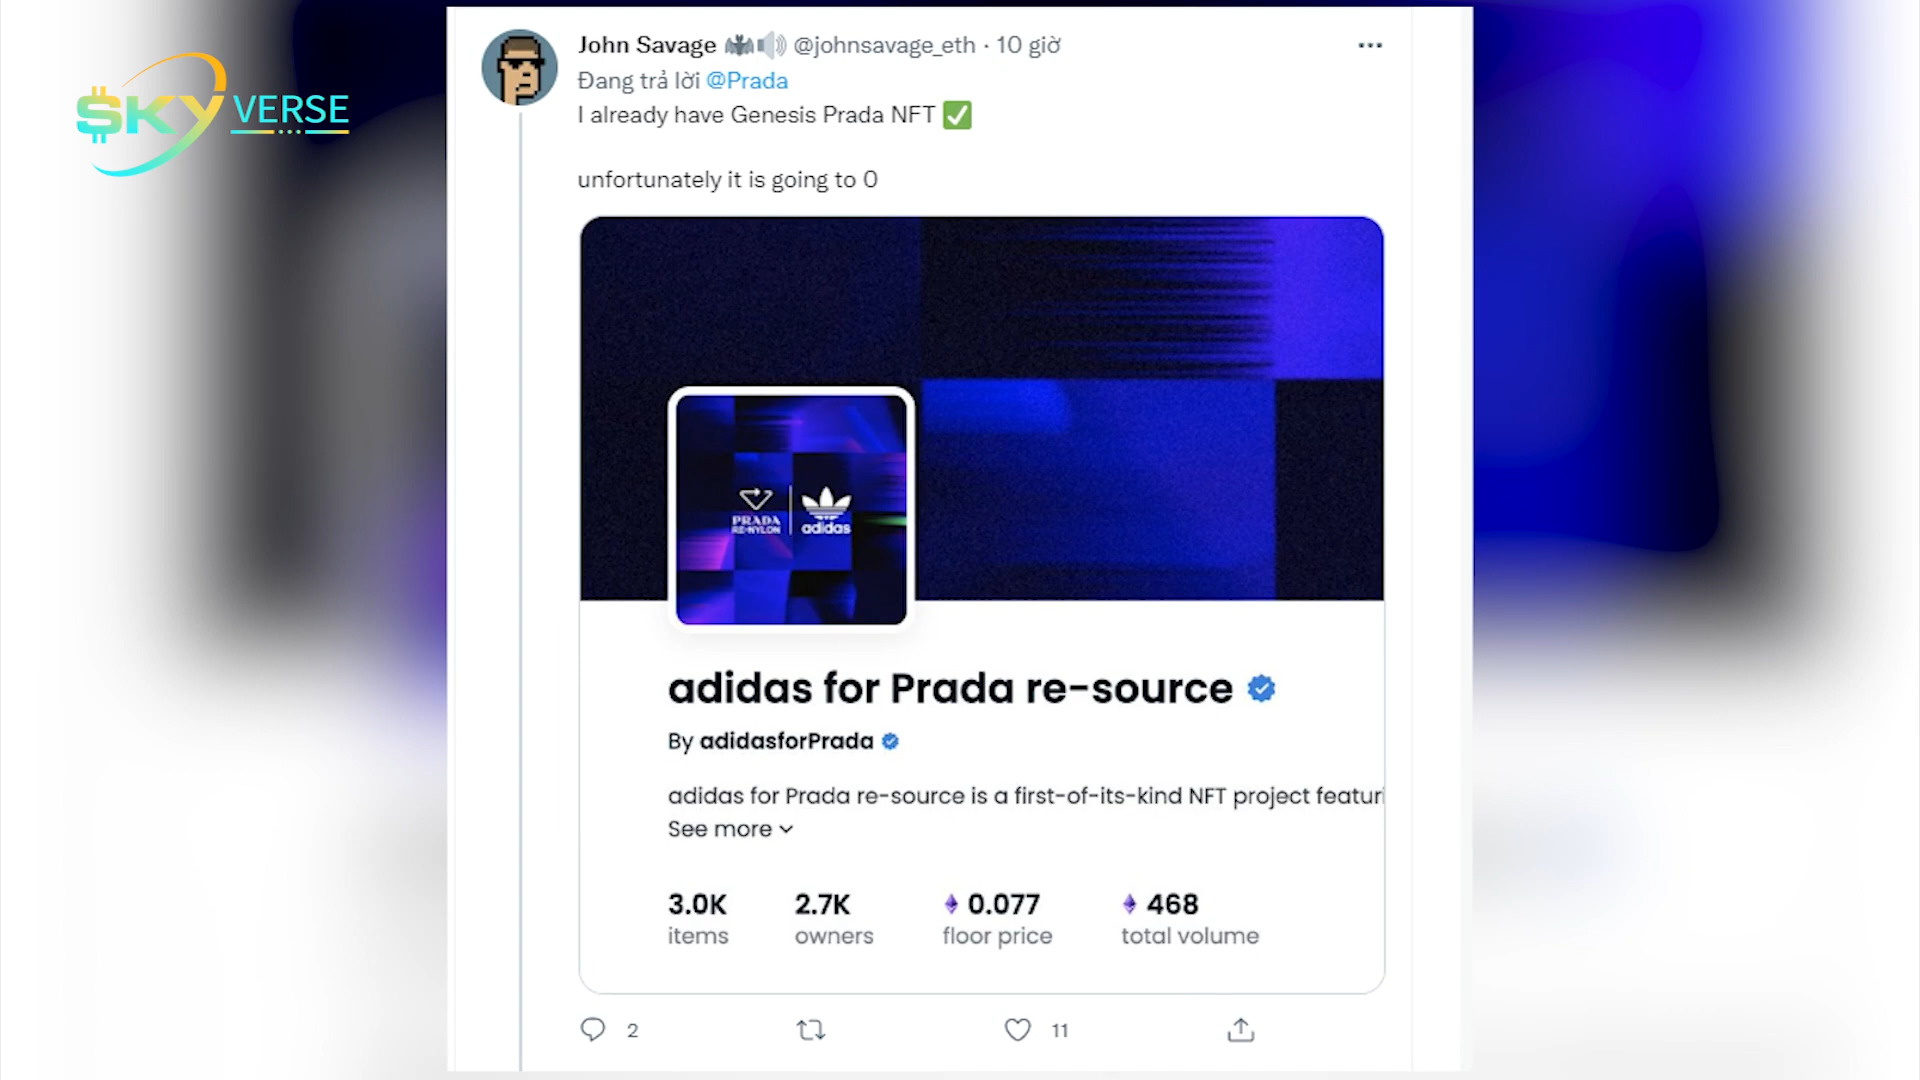 $KYVERSE
John Savage 🦇🔊 @johnsavage_eth · 10 giờ
Đang trả lời @Prada
I already have Genesis Prada NFT ✅
unfortunately it is going to 0
PRADA
RE-NYLON
adidas
adidas for Prada re-source
By adidasforPrada
adidas for Prada re-source is a first-of-its-kind NFT project featuri
See more
3.0K 2.7K 0.077 468
items owners floor price total volume
2 11